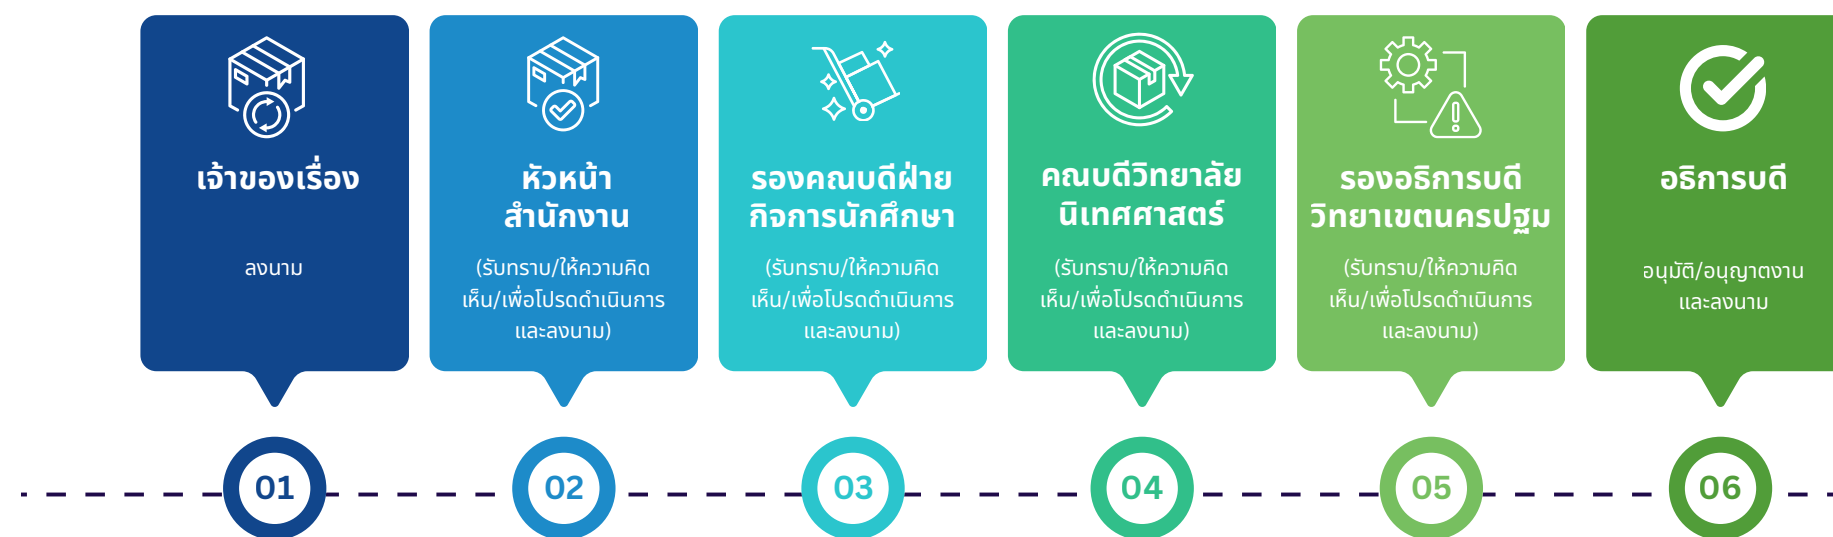 เจ้าของเรื่อง
ลงนาม
01
หัวหน้า
สำนักงาน
(รับทราบ/ให้ความคิด
เห็น/เพื่อโปรดดำเนินการ
และลงนาม)
02
รองคณบดีฝ่าย
กิจการนักศึกษา
(รับทราบ/ให้ความคิด
เห็น/เพื่อโปรดดำเนินการ
และลงนาม)
03
คณบดีวิทยาลัย
นิเทศศาสตร์
(รับทราบ/ให้ความคิด
เห็น/เพื่อโปรดดำเนินการ
และลงนาม)
04
รองอธิการบดี
วิทยาเขตนครปฐม
(รับทราบ/ให้ความคิด
เห็น/เพื่อโปรดดำเนินการ
และลงนาม)
05
อธิการบดี
อนุมัติ/อนุญาตงาน
และลงนาม
06